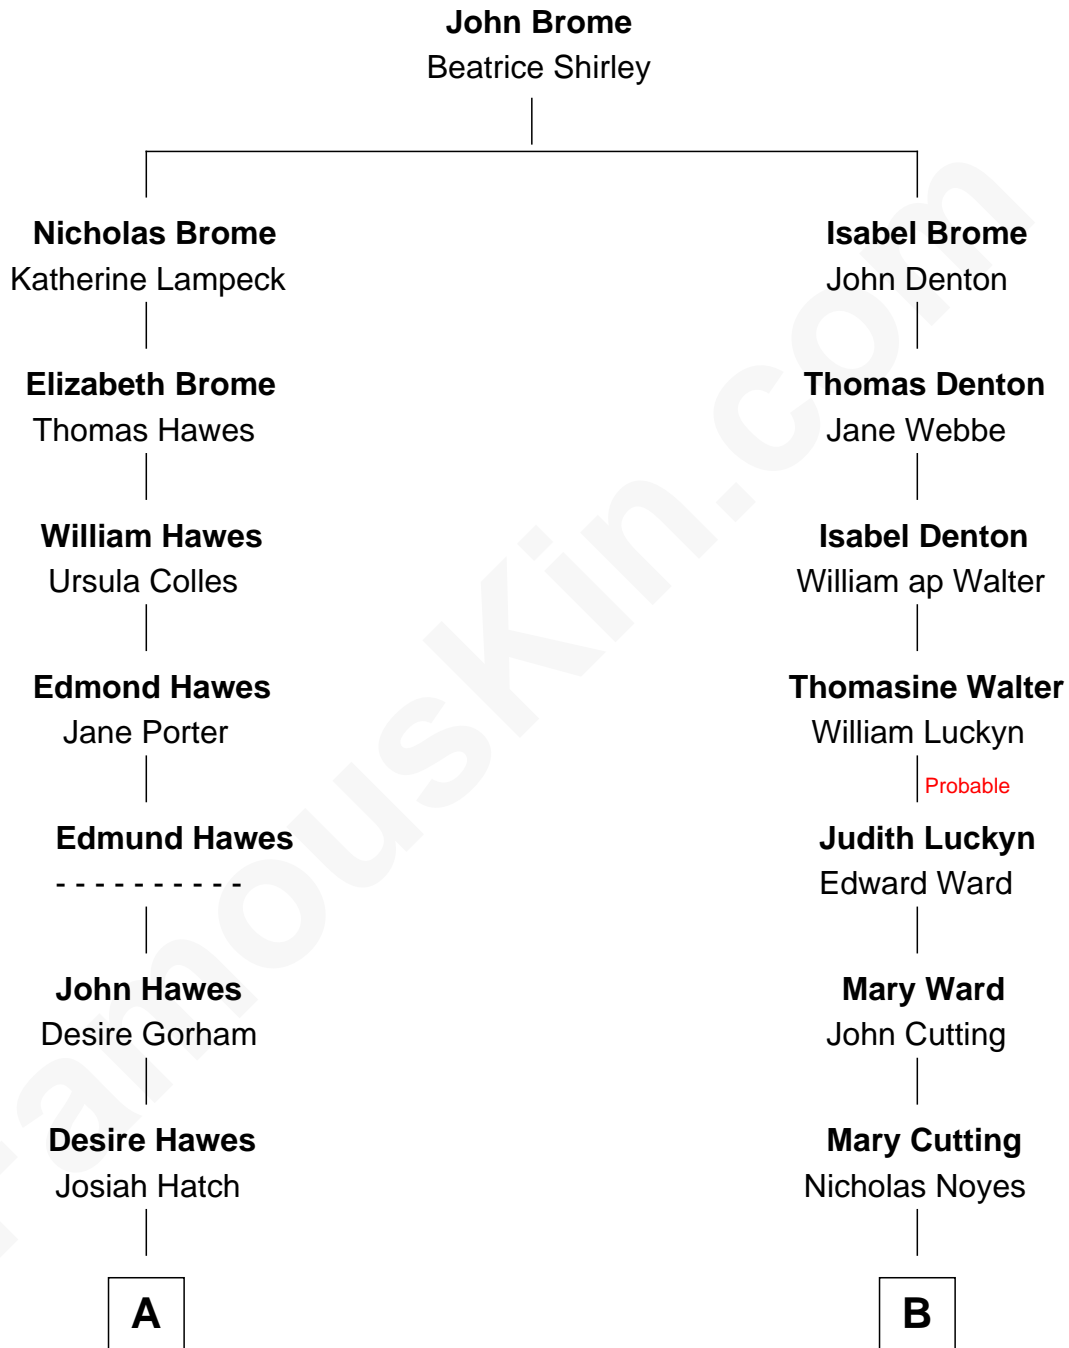 John Brome
Beatrice Shirley
Nicholas Brome
Katherine Lampeck
Elizabeth Brome
Thomas Hawes
William Hawes
Ursula Colles
Edmond Hawes
Jane Porter
Edmund Hawes
- - - - - - - - - -
John Hawes
Desire Gorham
Desire Hawes
Josiah Hatch
A
Isabel Brome
John Denton
Thomas Denton
Jane Webbe
Isabel Denton
William ap Walter
Thomasine Walter
William Luckyn
Probable
Judith Luckyn
Edward Ward
Mary Ward
John Cutting
Mary Cutting
Nicholas Noyes
B
FamousKin.com